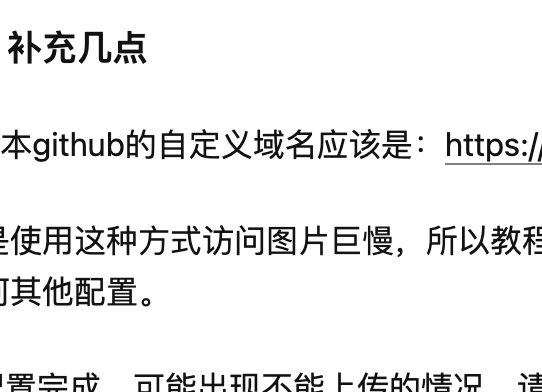 补充几点
本github的自定义域名应该是：https://
是使用这种方式访问图片巨慢，所以教程
何其他配置。
配置完成，可能出现不能上传的情况，请